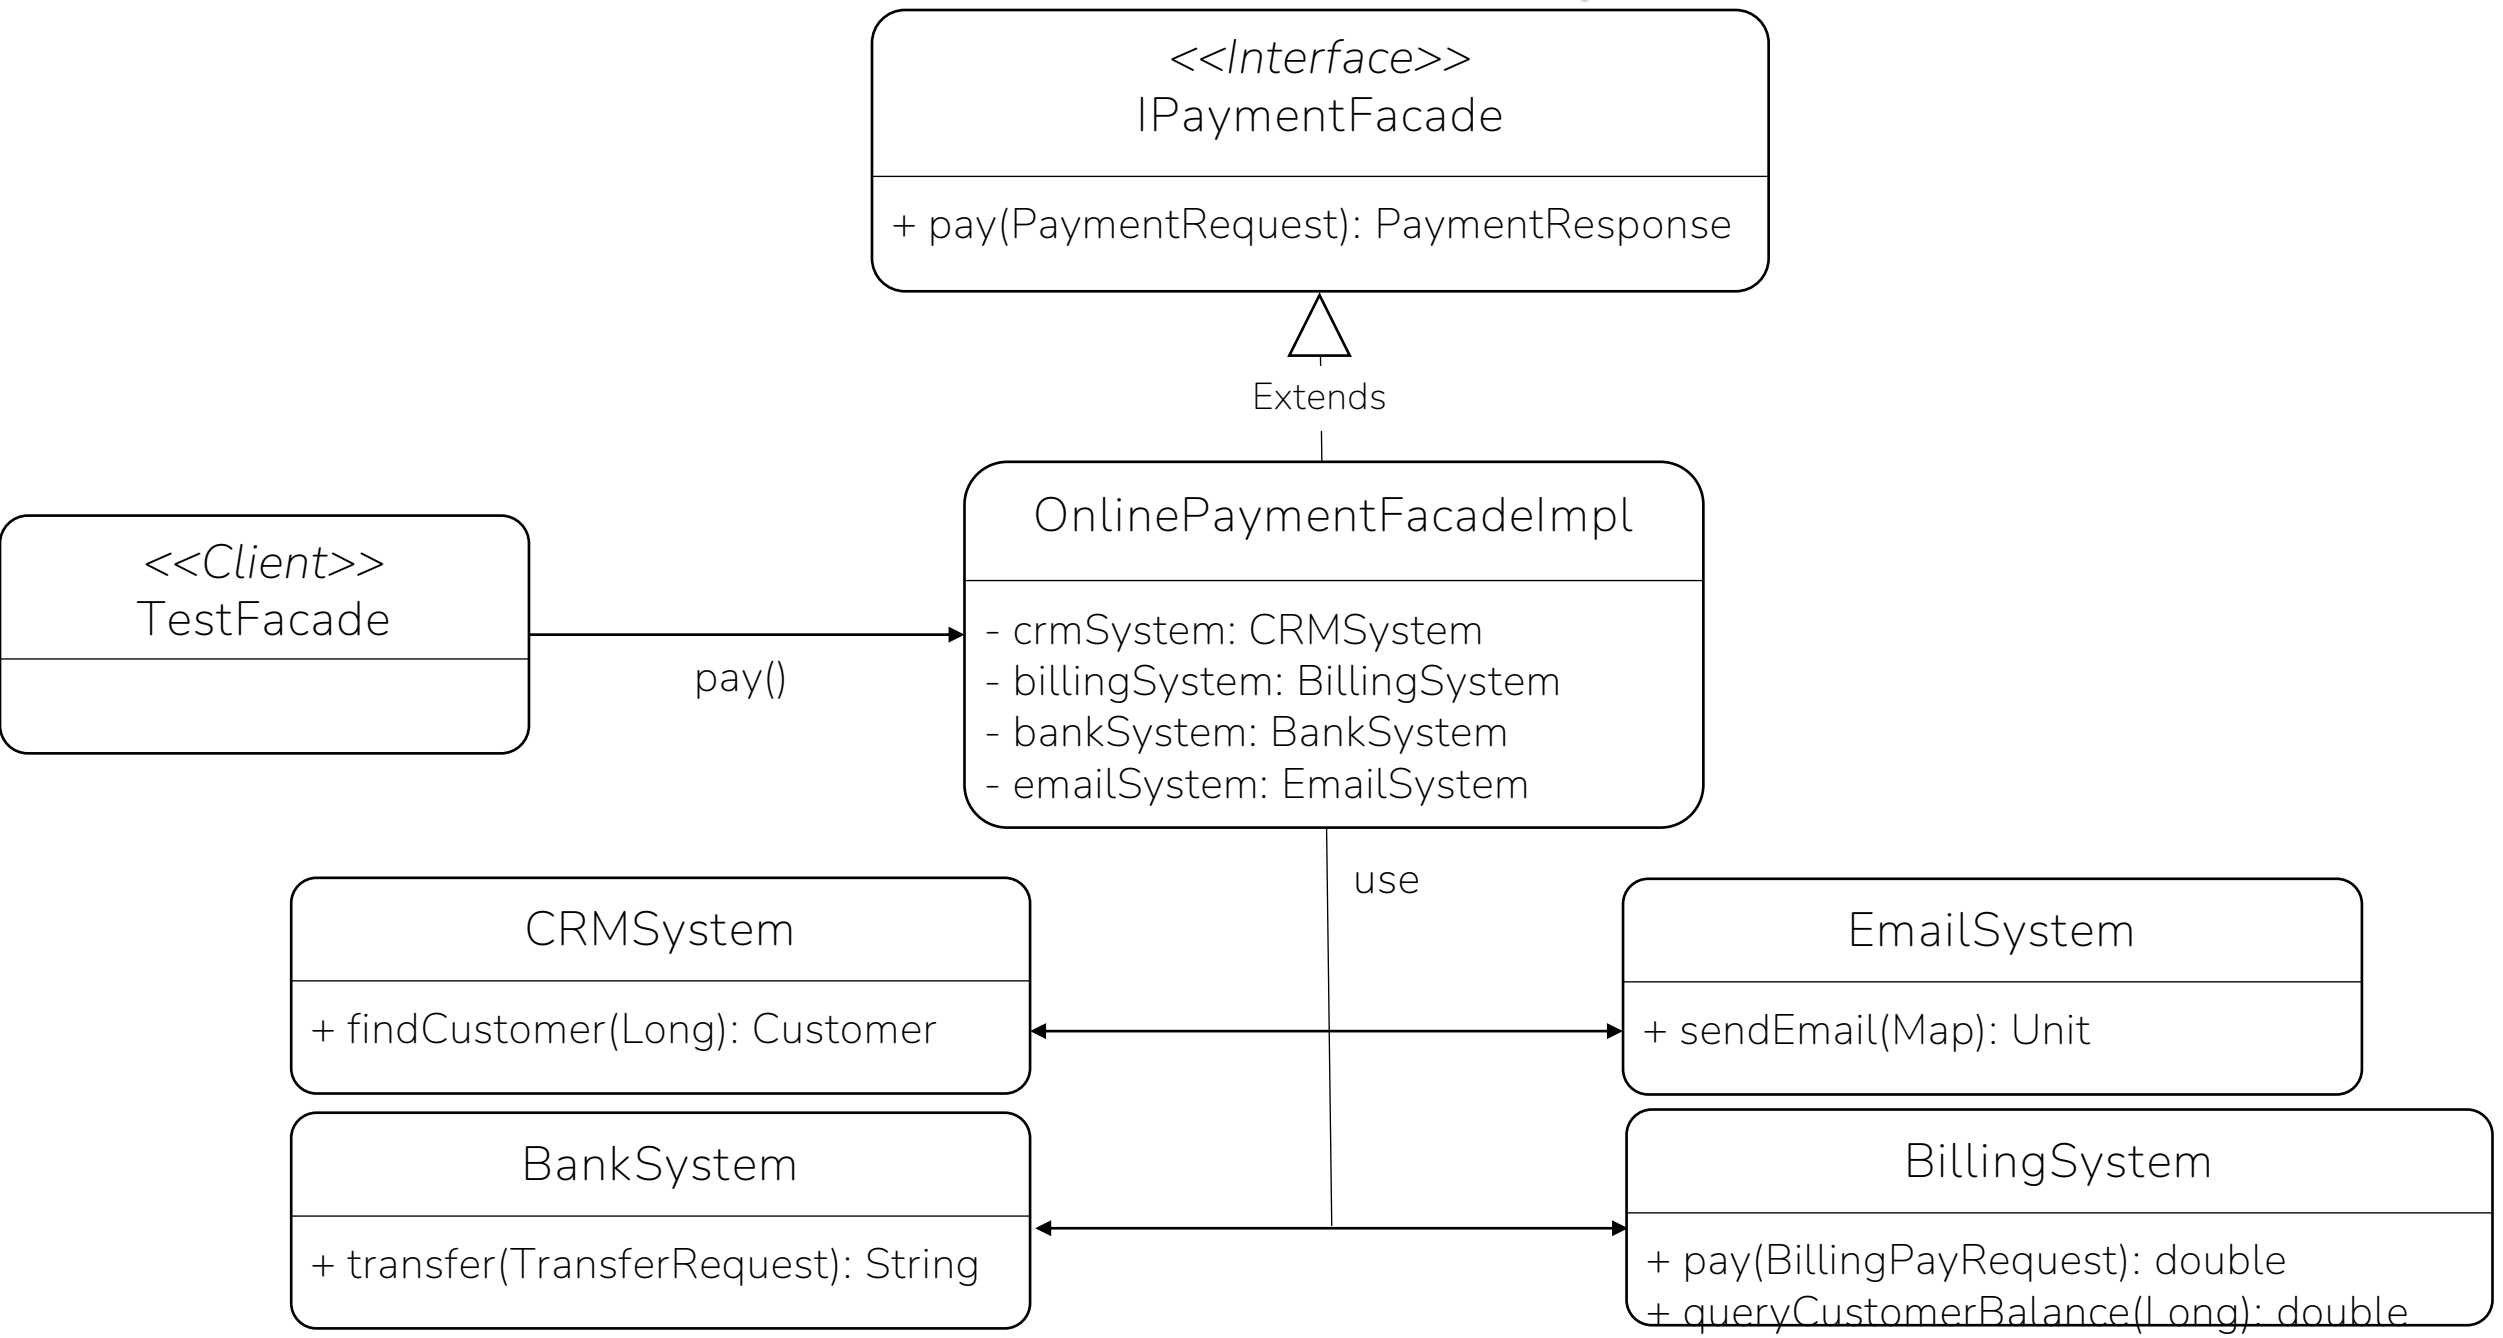 <<Interface>>
IPaymentFacade
+ pay(PaymentRequest): PaymentResponse
Extends
OnlinePaymentFacadeImpl
- crmSystem: CRMSystem
- billingSystem: BillingSystem
- bankSystem: BankSystem
- emailSystem: EmailSystem
<<Client>>
TestFacade
pay()
use
CRMSystem
+ findCustomer(Long): Customer
EmailSystem
+ sendEmail(Map): Unit
BankSystem
+ transfer(TransferRequest): String
BillingSystem
+ pay(BillingPayRequest): double
+ queryCustomerBalance(Long): double